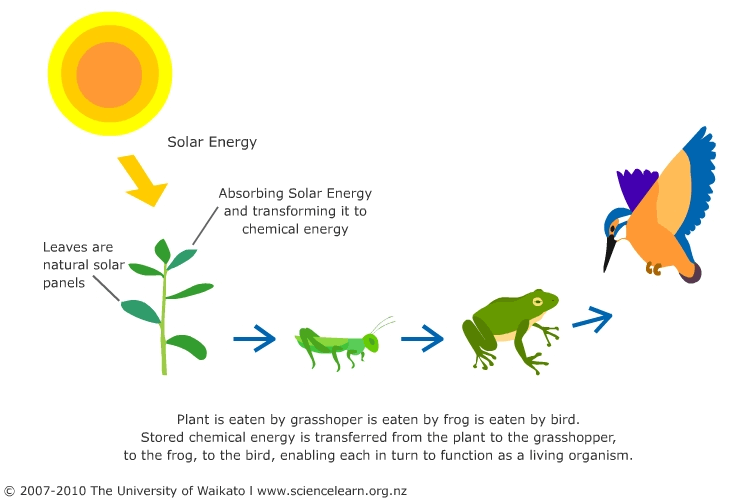 Solar Energy
Absorbing Solar Energy
and transforming it to
chemical energy
Leaves are
natural solar
panels
Plant is eaten by grasshoper is eaten by frog is eaten by bird.
Stored chemical energy is transferred from the plant to the grasshopper,
to the frog, to the bird, enabling each in turn to function as a living organism.
© 2007-2010 The University of Waikato I www.sciencelearn.org.nz